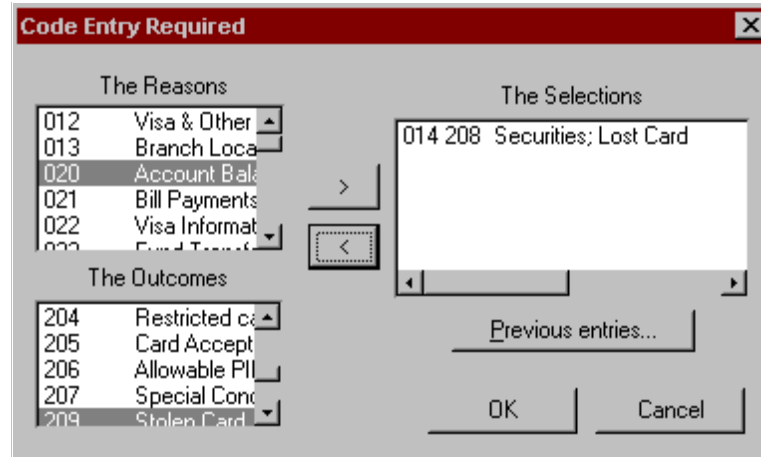 Code Entry Required
The Reasons
012 Visa & Other
013 Branch Loca
020 Account Bala
021 Bill Payments
022 Visa Informat
The Outcomes
204 Restricted ca
205 Card Accept
206 Allowable PI
207 Special Conc
209 Stolen Card
>
<
The Selections
014 208 Securities; Lost Card
Previous entries...
OK
Cancel